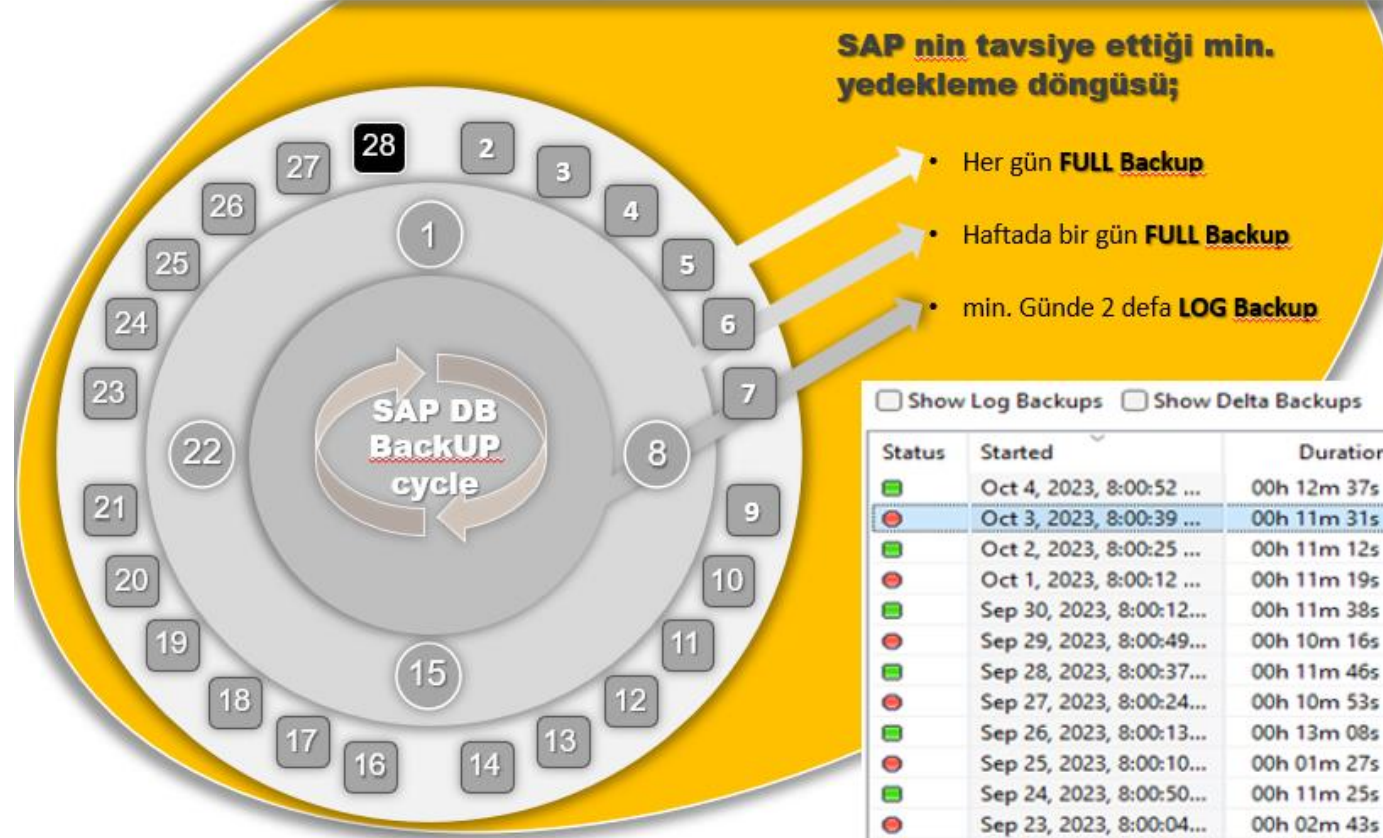 SAP nin tavsiye ettiği min.
yedekleme döngüsü;
• Her gün FULL Backup
• Haftada bir gün FULL Backup
• min. Günde 2 defa LOG Backup
28
2
27
3
26
4
1
25
5
24
6
23
7
SAP DB
BackUP
cycle
22
8
21
9
20
10
19
11
15
18
12
17
13
16
14
Show Log Backups Show Delta Backups
Status Started Duration
Oct 4, 2023, 8:00:52 ... 00h 12m 37s
Oct 3, 2023, 8:00:39 ... 00h 11m 31s
Oct 2, 2023, 8:00:25 ... 00h 11m 12s
Oct 1, 2023, 8:00:12 ... 00h 11m 19s
Sep 30, 2023, 8:00:12... 00h 11m 38s
Sep 29, 2023, 8:00:49... 00h 10m 16s
Sep 28, 2023, 8:00:37... 00h 11m 46s
Sep 27, 2023, 8:00:24... 00h 10m 53s
Sep 26, 2023, 8:00:13... 00h 13m 08s
Sep 25, 2023, 8:00:10... 00h 01m 27s
Sep 24, 2023, 8:00:50... 00h 11m 25s
Sep 23, 2023, 8:00:04... 00h 02m 43s